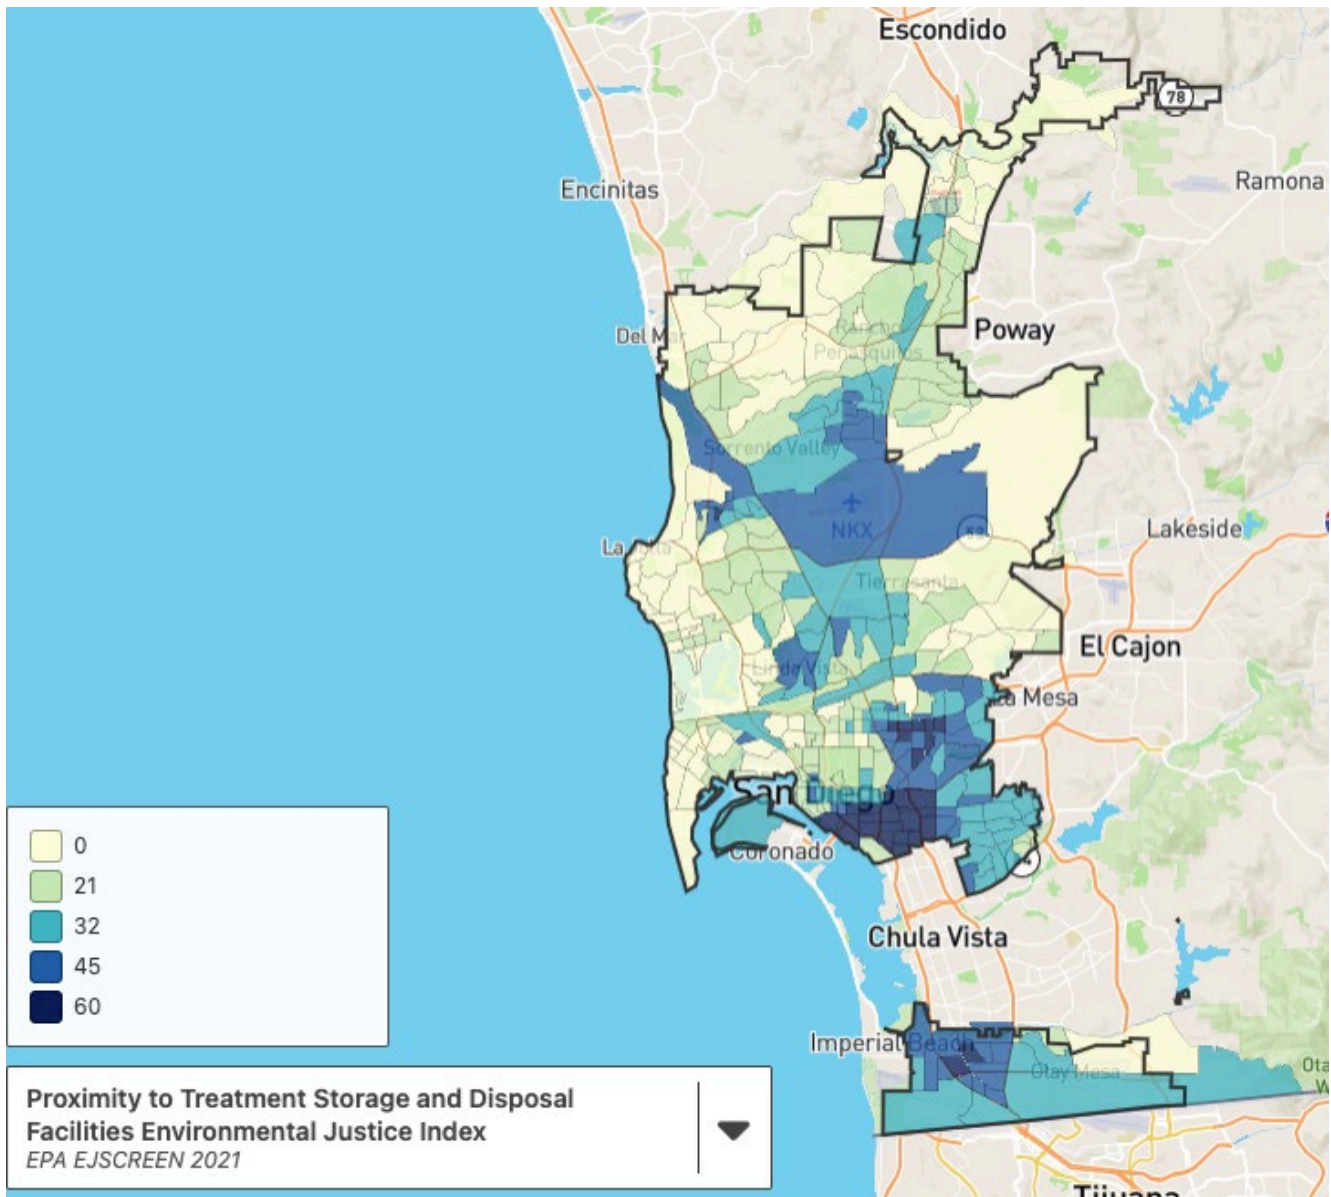 Escondido
78
Ramona
Encinitas
Del Mar
Rancho
Peñasquitos
Poway
Sorrento Valley
NKX
52
Lakeside
La Jolla
Tierrasanta
El Cajon
Linda Vista
La Mesa
San Diego
Coronado
Chula Vista
Imperial Beach
Otay Mesa
Ota
W
Tijuana
0
21
32
45
60
Proximity to Treatment Storage and Disposal
Facilities Environmental Justice Index
EPA EJSCREEN 2021